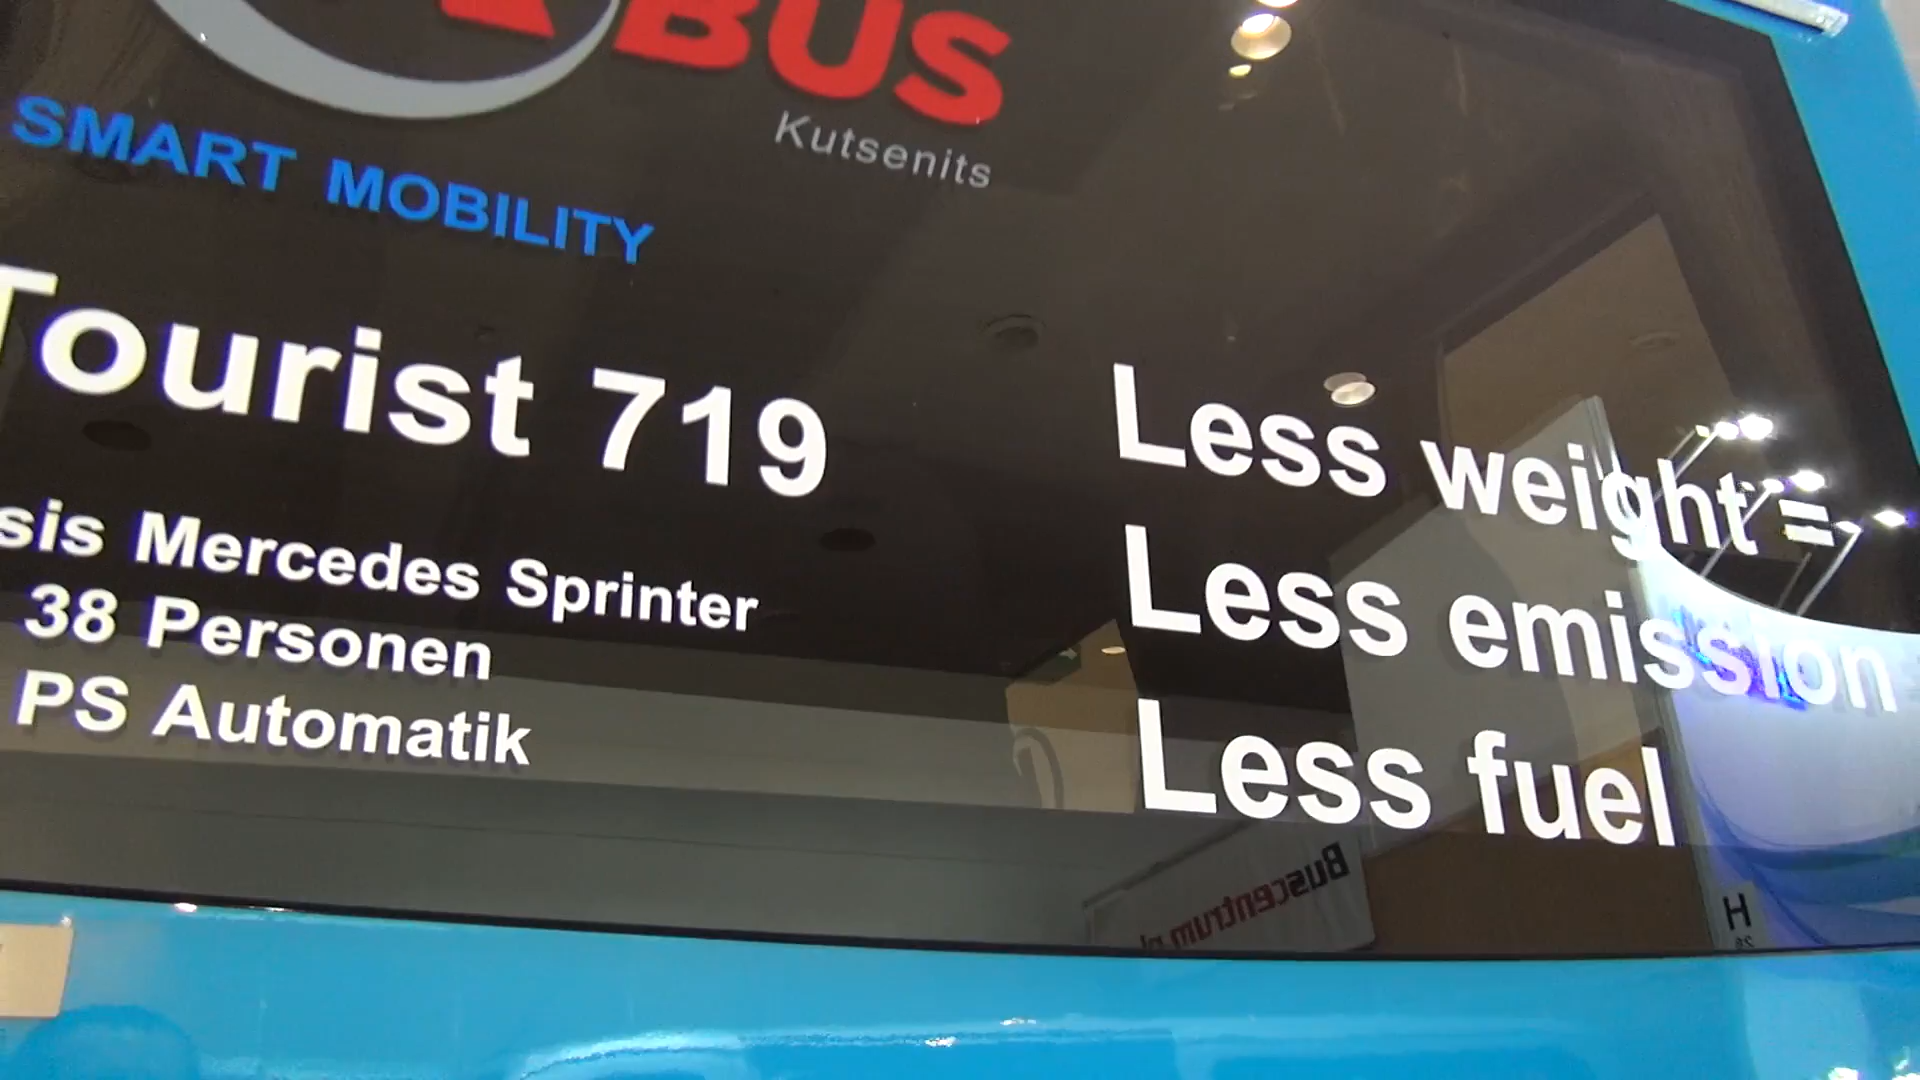 BUS
Kutsenits
SMART MOBILITY
Tourist 719
sis Mercedes Sprinter
38 Personen
PS Automatik
Less weight =
Less emission
Less fuel
Buscentrum.pl
H